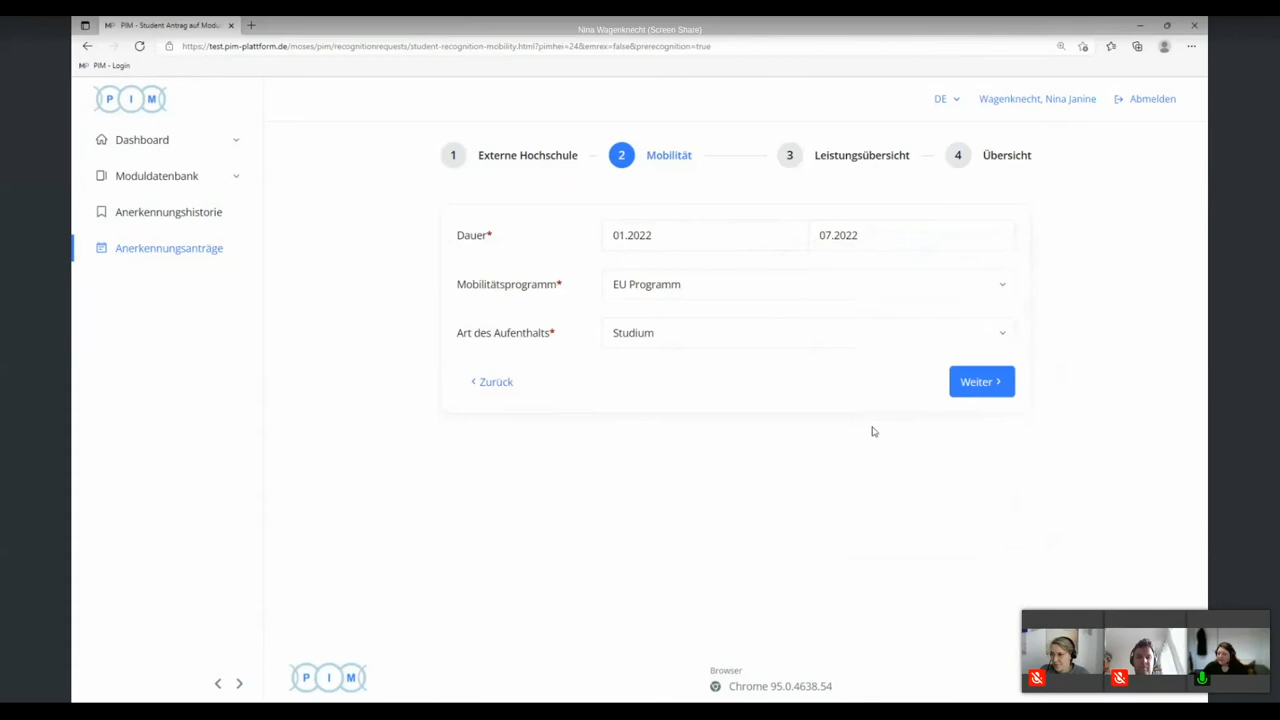 PIM - Student Antrag auf Modu
Nina Wagenknecht (Screen Share)
https://test.pim-plattform.de/moses/pim/recognitionrequests/student-recognition-mobility.html?pimhei=24&emrex=false&prerecognition=true
MP PIM - Login
P I M
DE
Wagenknecht, Nina Janine
Abmelden
Dashboard
Moduldatenbank
Anerkennungshistorie
Anerkennungsanträge
1 Externe Hochschule
2 Mobilität
3 Leistungsübersicht
4 Übersicht
Dauer* 01.2022 07.2022
Mobilitätsprogramm* EU Programm
Art des Aufenthalts* Studium
Zurück
Weiter
P I M
Browser
Chrome 95.0.4638.54